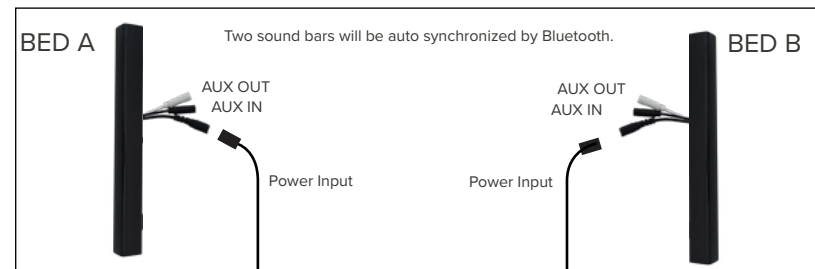 BED A
Two sound bars will be auto synchronized by Bluetooth.
BED B
AUX OUT
AUX IN
AUX OUT
AUX IN
Power Input
Power Input